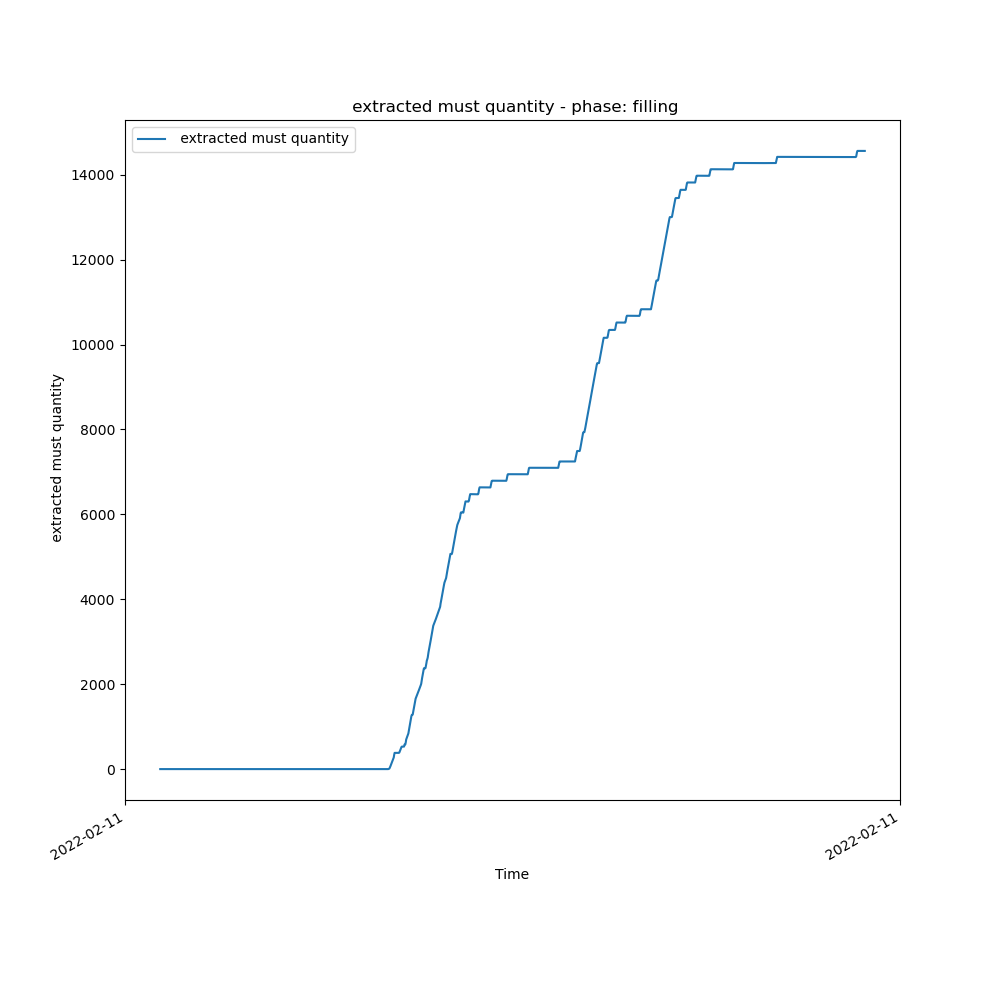 extracted must quantity - phase: filling
extracted must quantity
14000
12000
10000
8000
6000
4000
2000
0
extracted must quantity
2022-02-11
2022-02-11
Time